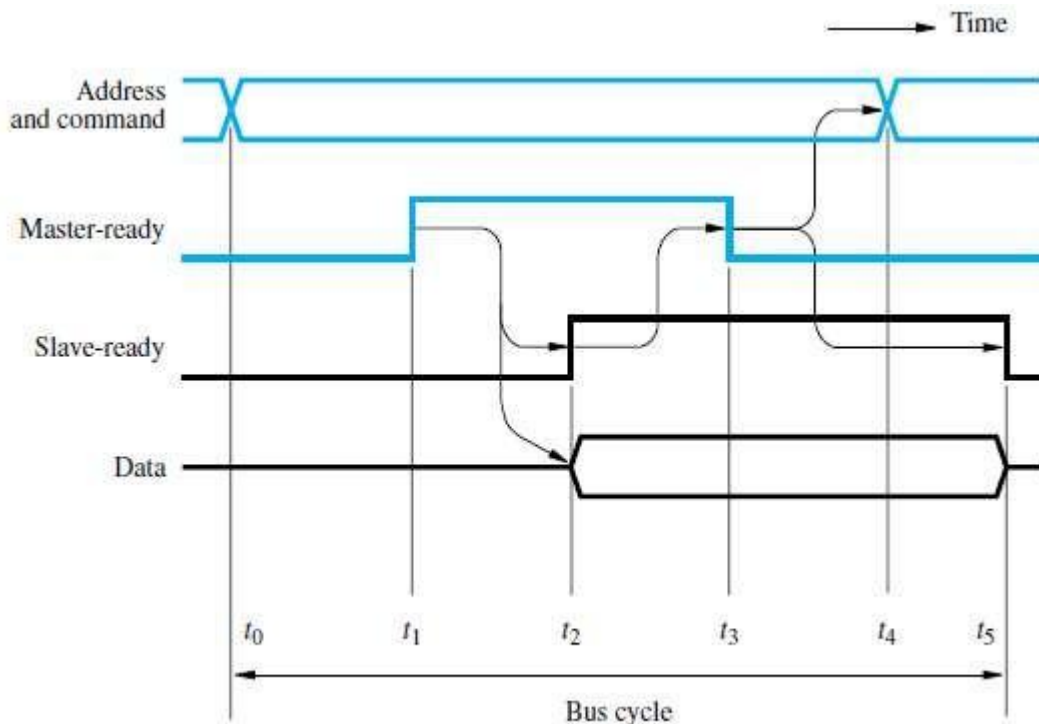 Time
Address
and command
Master-ready
Slave-ready
Data
t0 t1 t2 t3 t4 t5
Bus cycle